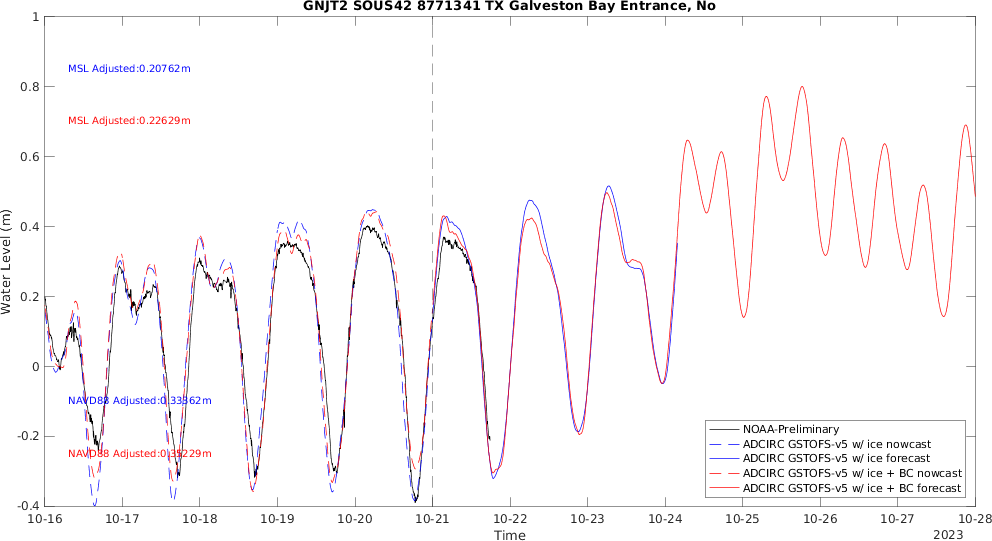 GNJT2 SOUS42 8771341 TX Galveston Bay Entrance, No
1
0.8
0.6
0.4
0.2
0
-0.2
-0.4
Water Level (m)
MSL Adjusted:0.20762m
MSL Adjusted:0.22629m
NAVD88 Adjusted:0.33362m
NAVD88 Adjusted:0.35229m
NOAA-Preliminary
ADCIRC GSTOFS-v5 w/ ice nowcast
ADCIRC GSTOFS-v5 w/ ice forecast
ADCIRC GSTOFS-v5 w/ ice + BC nowcast
ADCIRC GSTOFS-v5 w/ ice + BC forecast
10-16 10-17 10-18 10-19 10-20 10-21 10-22 10-23 10-24 10-25 10-26 10-27 10-28
Time
2023